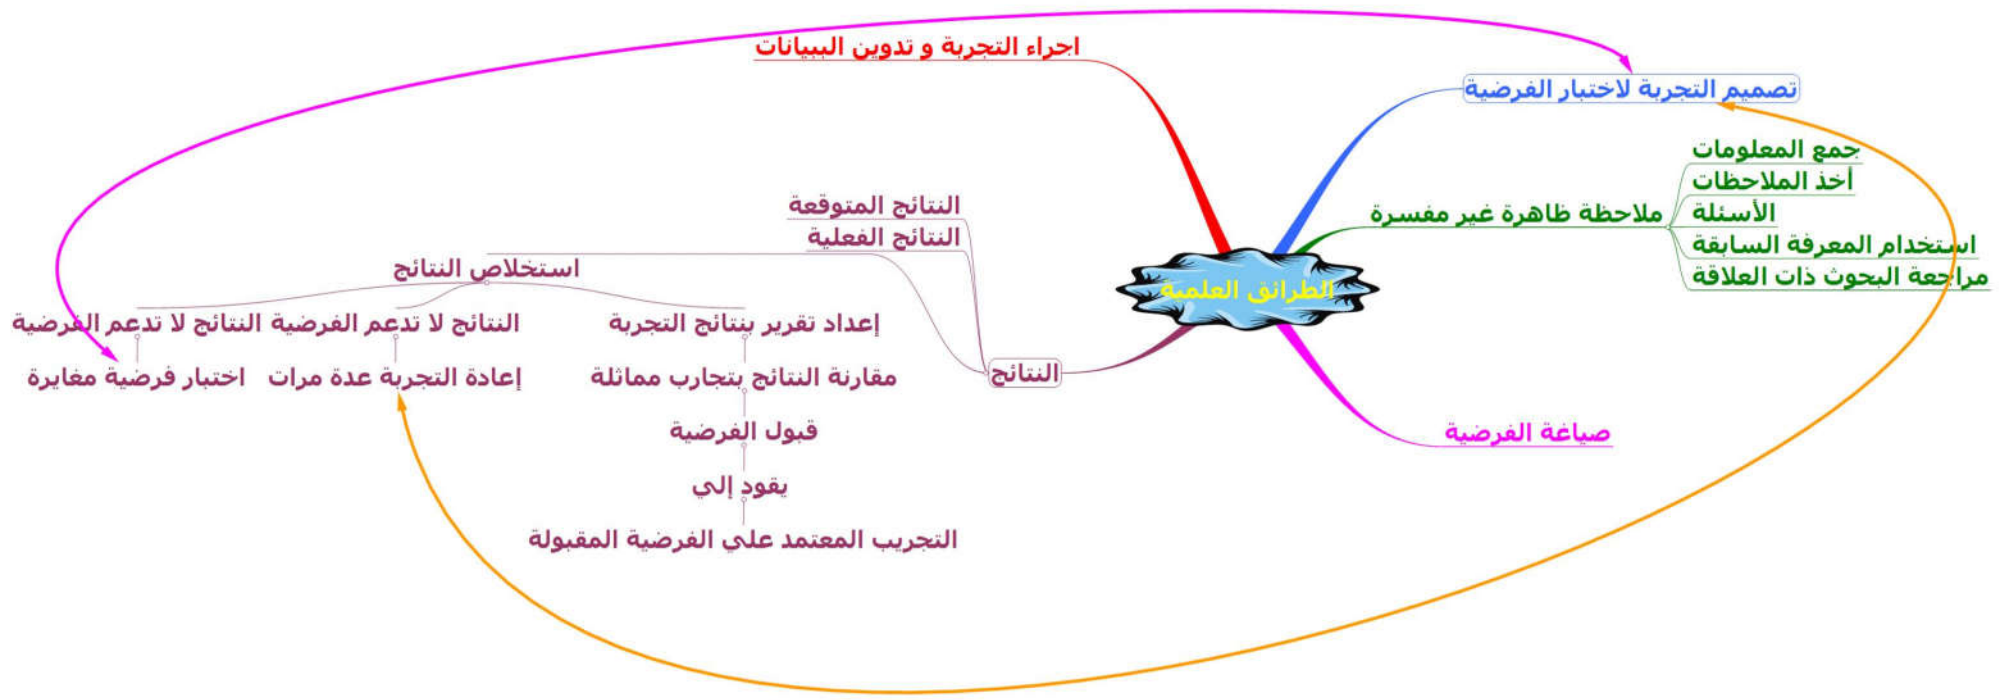 اجراء التجربة و تدوين الببيانات
تصميم التجربة لاختبار الفرضية
جمع المعلومات
أخذ الملاحظات
الأسئلة
ملاحظة ظاهرة غير مفسرة
استخدام المعرفة السابقة
مراجعة البحوث ذات العلاقة
الطرائق العلمية
صياغة الفرضية
النتائج
النتائج المتوقعة
النتائج الفعلية
استخلاص النتائج
إعداد تقرير بنتائج التجربة
مقارنة النتائج بتجارب مماثلة
قبول الفرضية
يقود إلي
التجريب المعتمد علي الفرضية المقبولة
النتائج لا تدعم الفرضية
إعادة التجربة عدة مرات
النتائج لا تدعم الفرضية
اختبار فرضية مغايرة